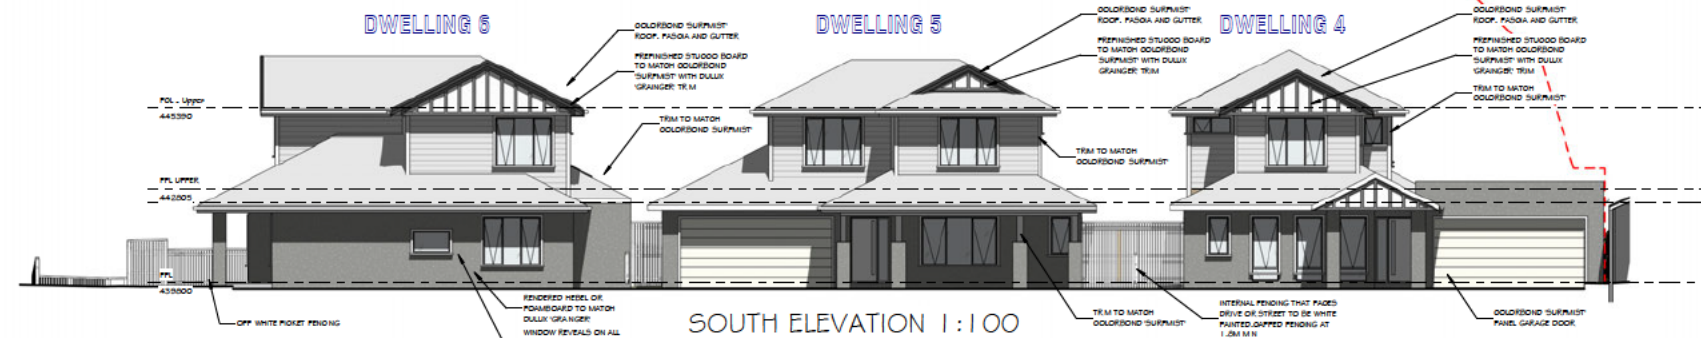 DWELLING 6
COLORBOND 'SURFMIST'
ROOF, FASCIA AND GUTTER
PREFINISHED STUCCO BOARD
TO MATCH COLORBOND
'SURFMIST' WITH DULUX
'GRAINGER' TRIM
TRIM TO MATCH
COLORBOND 'SURFMIST'
DWELLING 5
COLORBOND 'SURFMIST'
ROOF, FASCIA AND GUTTER
PREFINISHED STUCCO BOARD
TO MATCH COLORBOND
'SURFMIST' WITH DULUX
'GRAINGER' TRIM
TRIM TO MATCH
COLORBOND 'SURFMIST'
DWELLING 4
COLORBOND 'SURFMIST'
ROOF, FASCIA AND GUTTER
PREFINISHED STUCCO BOARD
TO MATCH COLORBOND
'SURFMIST' WITH DULUX
'GRAINGER' TRIM
TRIM TO MATCH
COLORBOND 'SURFMIST'
FCL - Upper
445390
FFL UPPER
442805
FFL
439800
OFF WHITE PICKET FENCING
RENDERED HEBEL OR
FOAMBOARD TO MATCH
DULUX 'GRAINGER'
WINDOW REVEALS ON ALL
SOUTH ELEVATION 1:100
TRIM TO MATCH
COLORBOND 'SURFMIST'
INTERNAL FENCING THAT FACES
DRIVE OR STREET TO BE WHITE
PAINTED, CAPPED FENCING AT
1.8M MIN
COLORBOND 'SURFMIST'
PANEL GARAGE DOOR